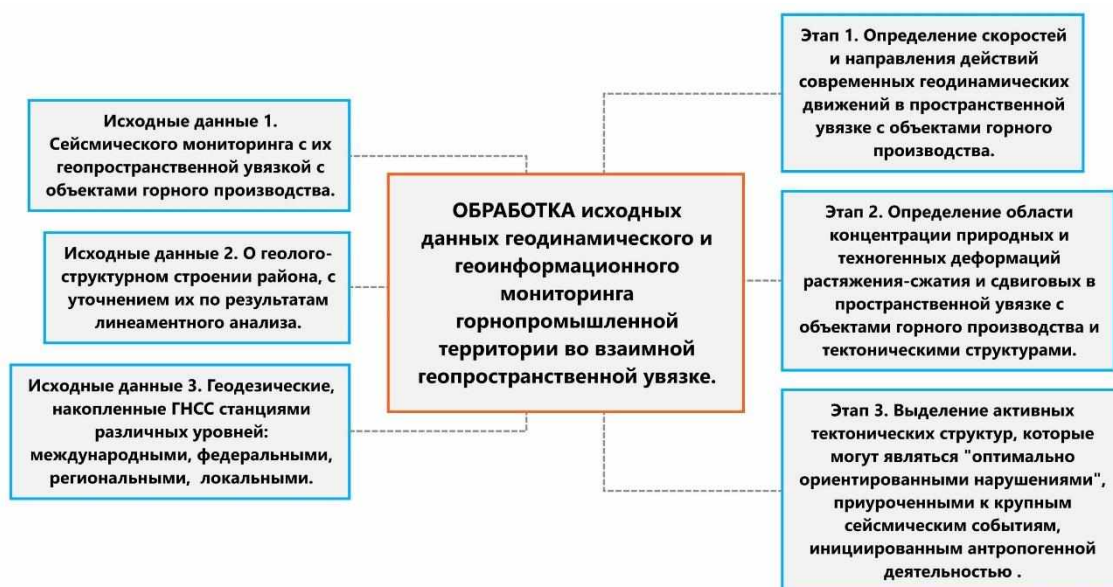 Исходные данные 1.
Сейсмического мониторинга с их
геопространственной увязкой с
объектами горного производства.
Исходные данные 2. О геолого-
структурном строении района, с
уточнением их по результатам
линеаментного анализа.
Исходные данные 3. Геодезические,
накопленные ГНСС станциями
различных уровней:
международными, федеральными,
региональными, локальными.
ОБРАБОТКА исходных
данных геодинамического и
геоинформационного
мониторинга
горнопромышленной
территории во взаимной
геопространственной увязке.
Этап 1. Определение скоростей
и направления действий
современных геодинамических
движений в пространственной
увязке с объектами горного
производства.
Этап 2. Определение области
концентрации природных и
техногенных деформаций
растяжения-сжатия и сдвиговых в
пространственной увязке с
объектами горного производства и
тектоническими структурами.
Этап 3. Выделение активных
тектонических структур, которые
могут являться "оптимально
ориентированными нарушениями",
приуроченными к крупным
сейсмическим событиям,
инициированным антропогенной
деятельностью .